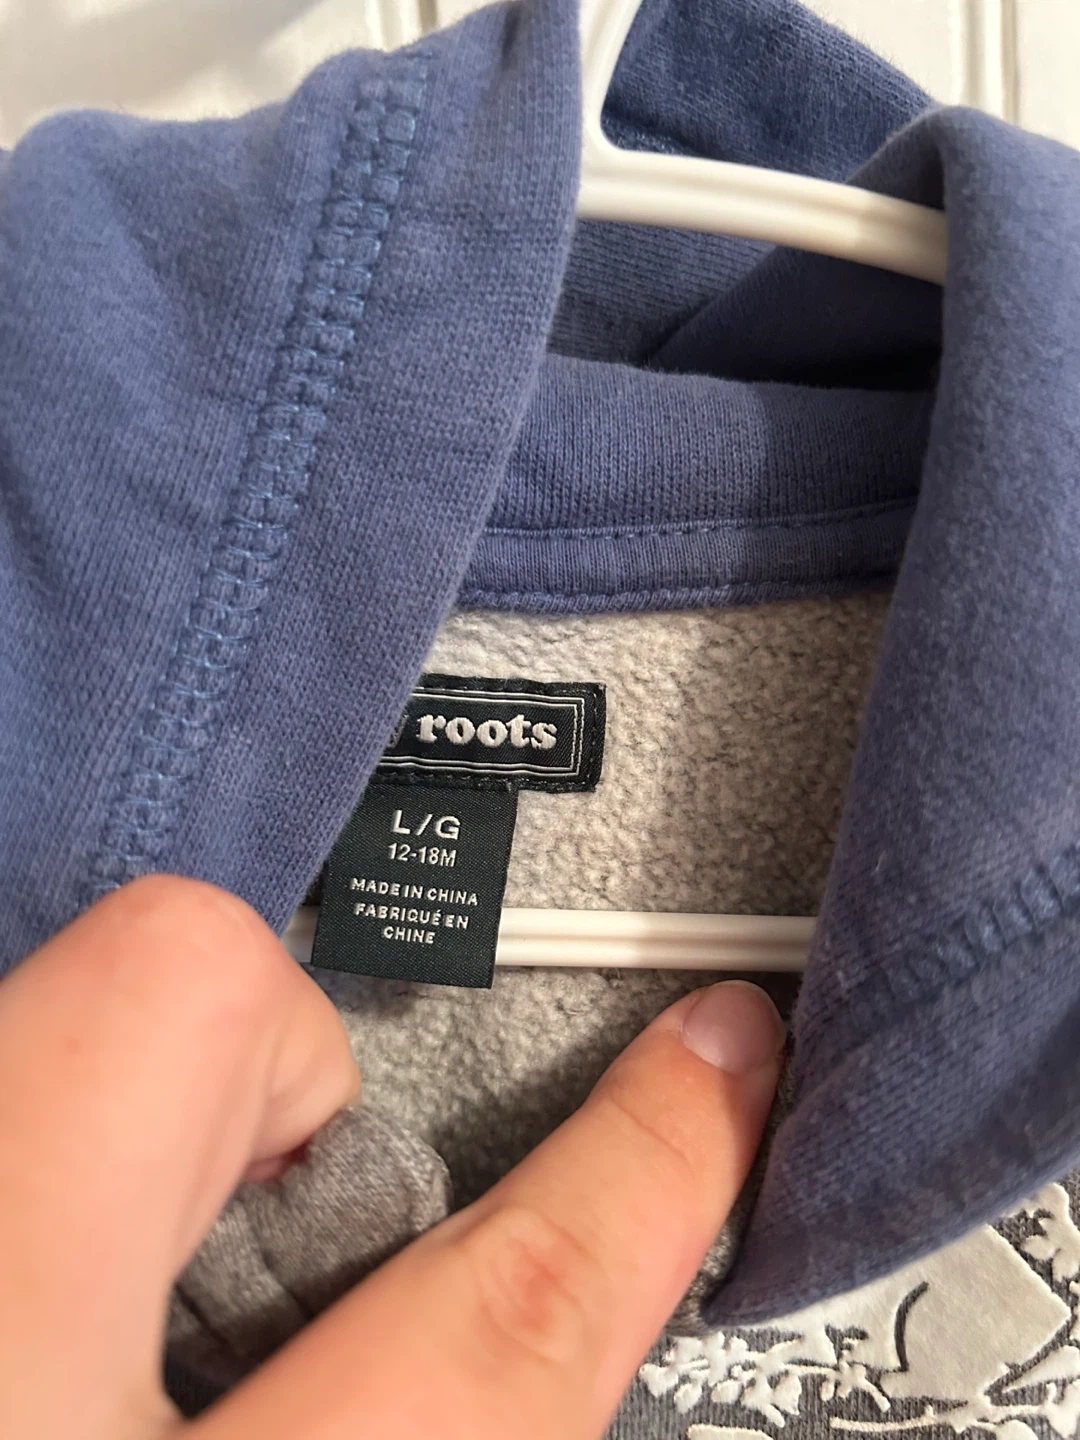 roots
L/G
12-18M
MADE IN CHINA
FABRIQUÉ EN
CHINE